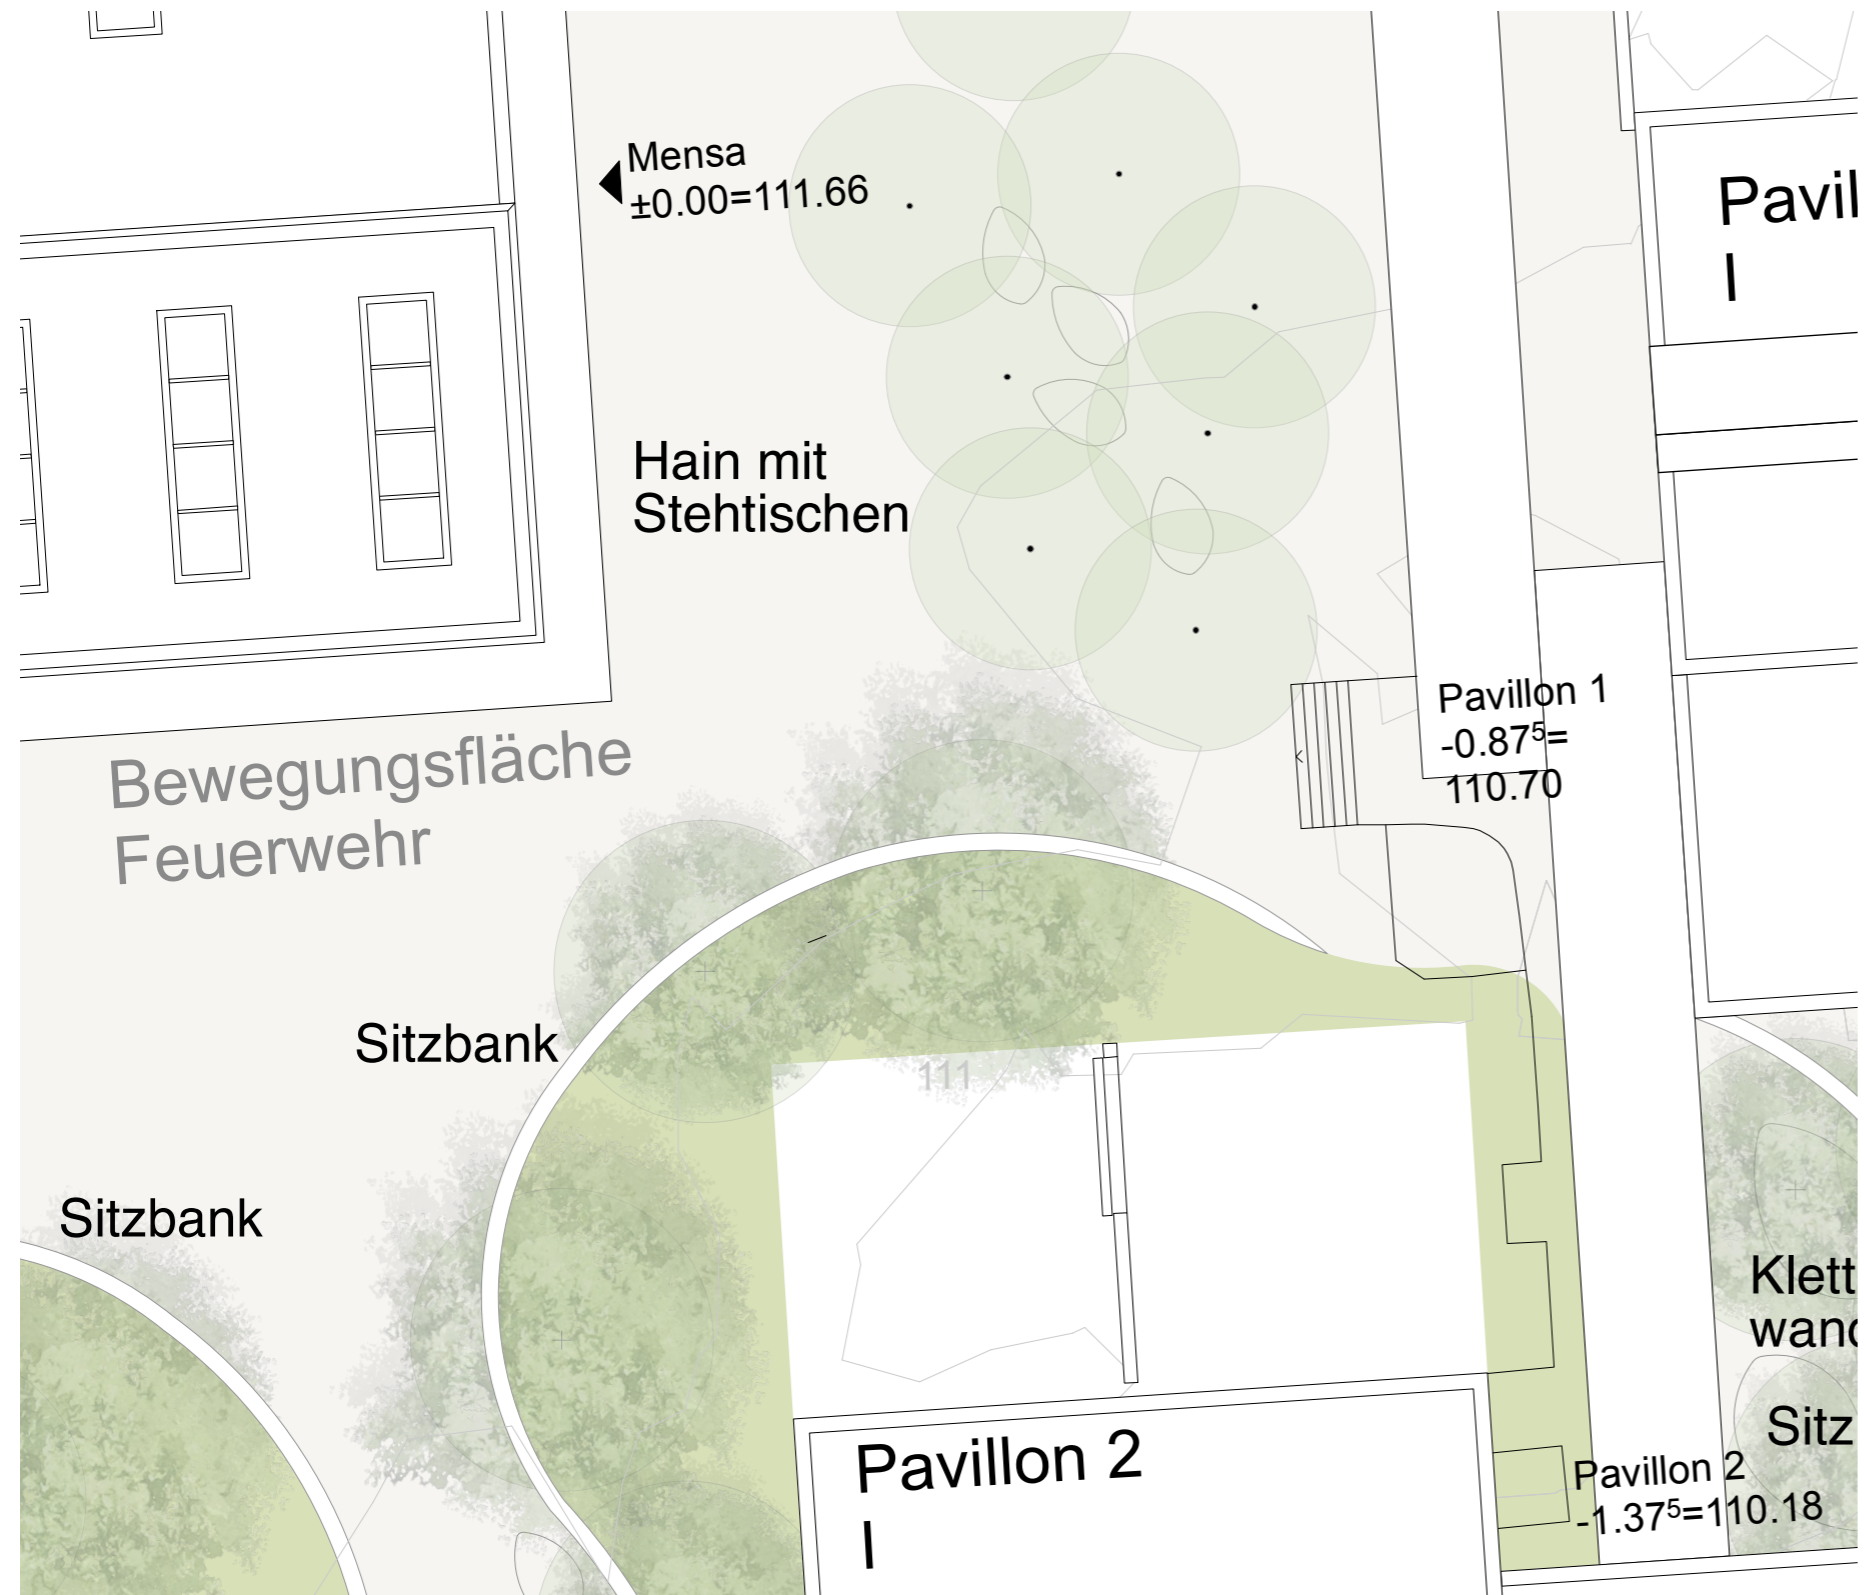 Mensa
±0.00=111.66
Pavil
I
Hain mit
Stehtischen
Pavillon 1
-0.87⁵=
110.70
Bewegungsfläche
Feuerwehr
Sitzbank
111
Sitzbank
Klett
wand
Sitz
Pavillon 2
I
Pavillon 2
-1.37⁵=110.18